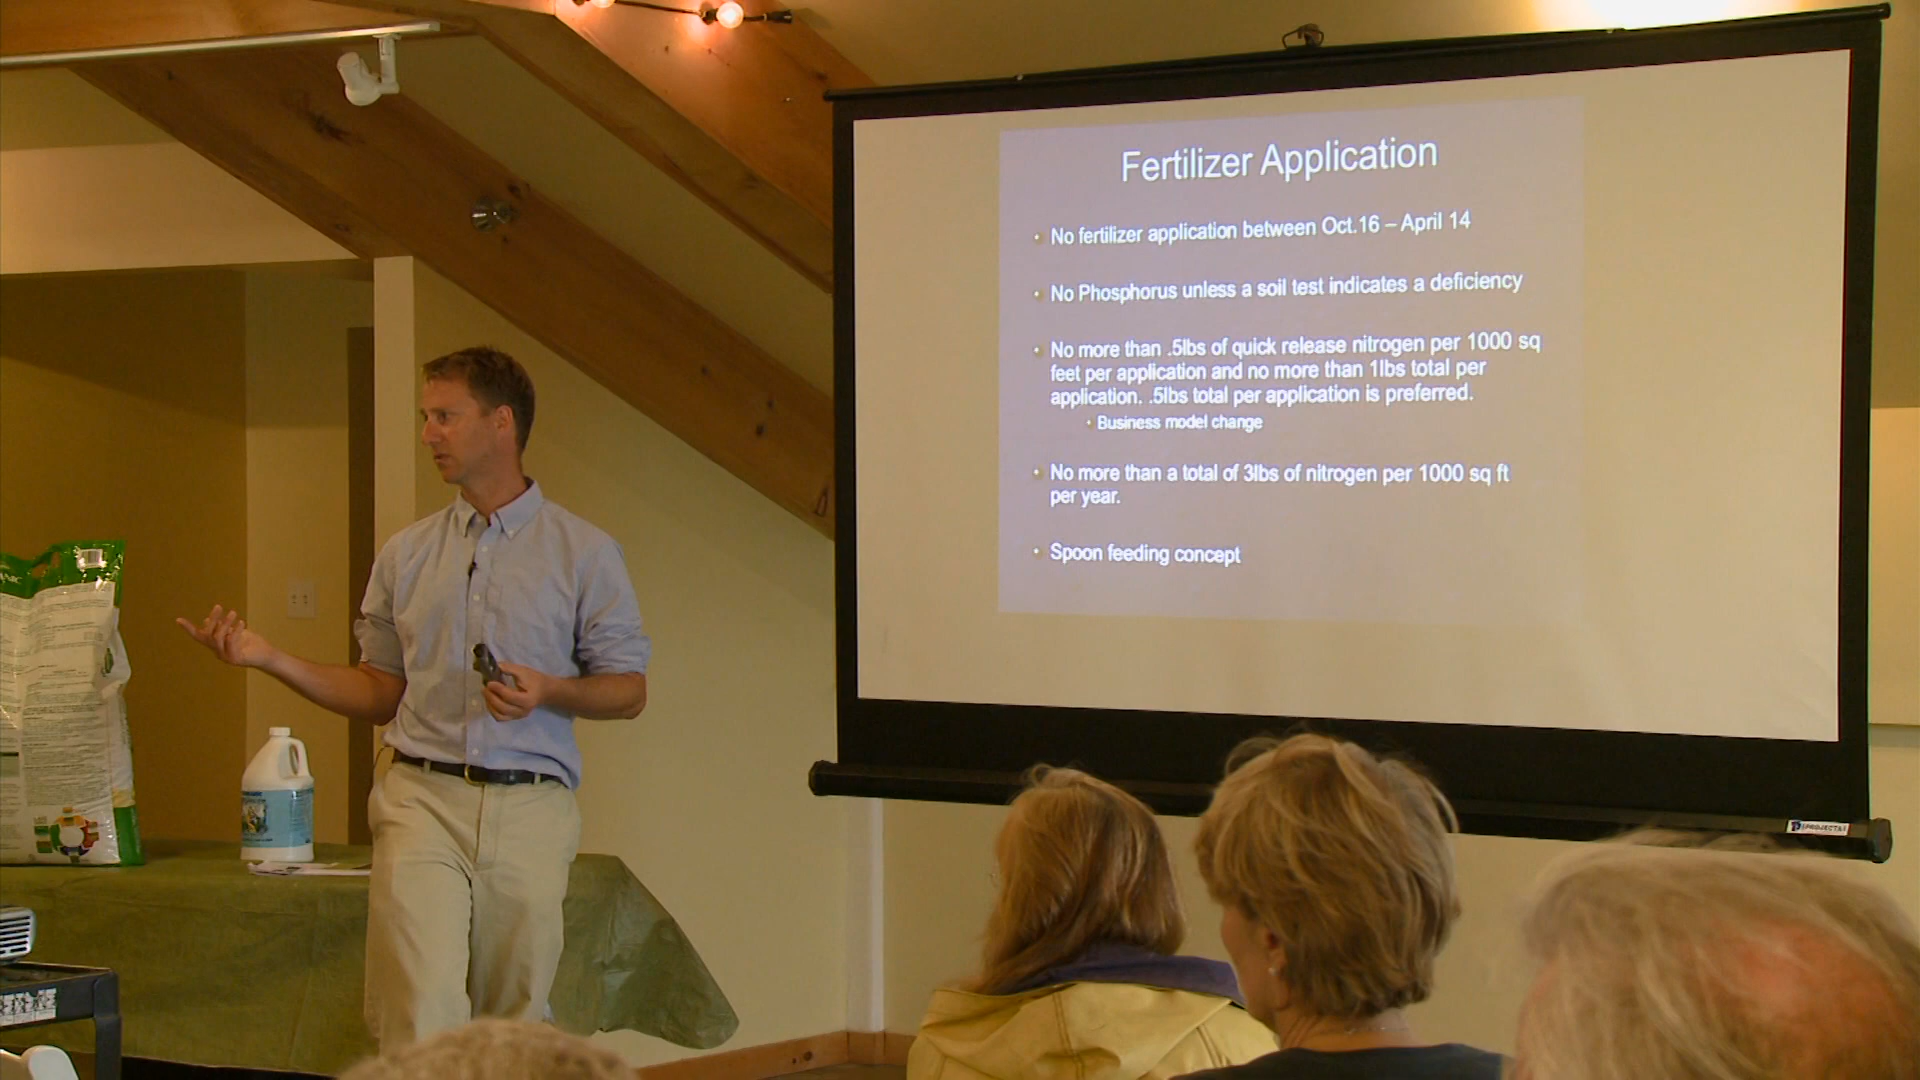 Fertilizer Application
• No fertilizer application between Oct.16 – April 14
• No Phosphorus unless a soil test indicates a deficiency
• No more than .5lbs of quick release nitrogen per 1000 sq
feet per application and no more than 1lbs total per
application. .5lbs total per application is preferred.
• Business model change
• No more than a total of 3lbs of nitrogen per 1000 sq ft
per year.
• Spoon feeding concept